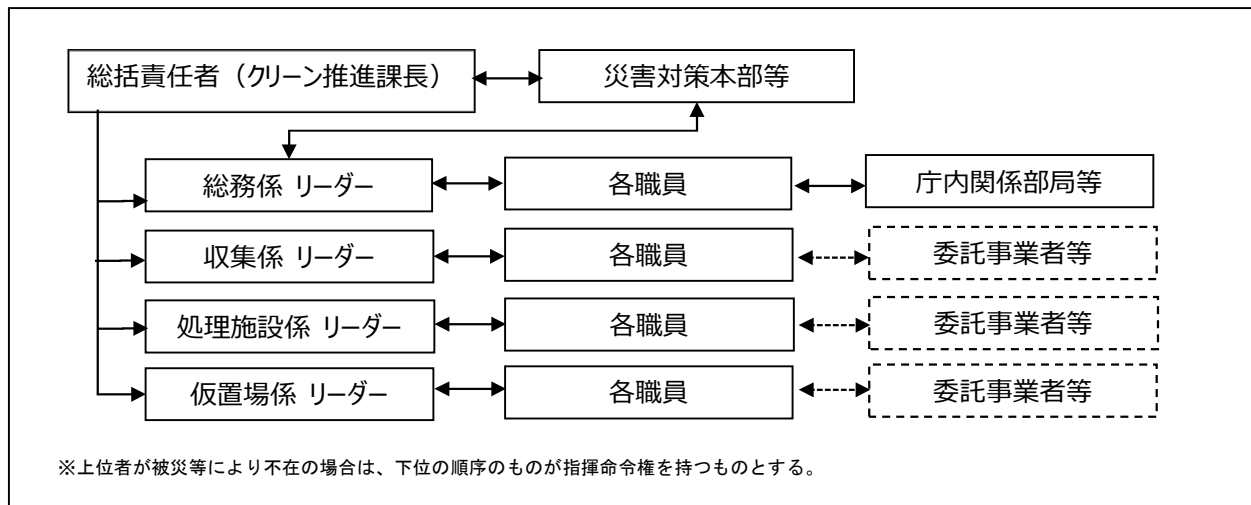 総括責任者（クリーン推進課長）
災害対策本部等
総務係 リーダー
各職員
庁内関係部局等
収集係 リーダー
各職員
委託事業者等
処理施設係 リーダー
各職員
委託事業者等
仮置場係 リーダー
各職員
委託事業者等
※上位者が被災等により不在の場合は、下位の順序のものが指揮命令権を持つものとする。